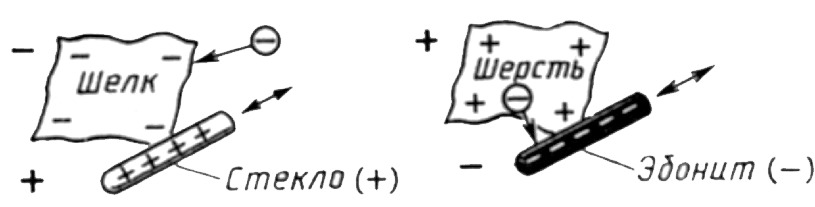 Шелк
Стекло (+)
Шерсть
Эбонит (−)